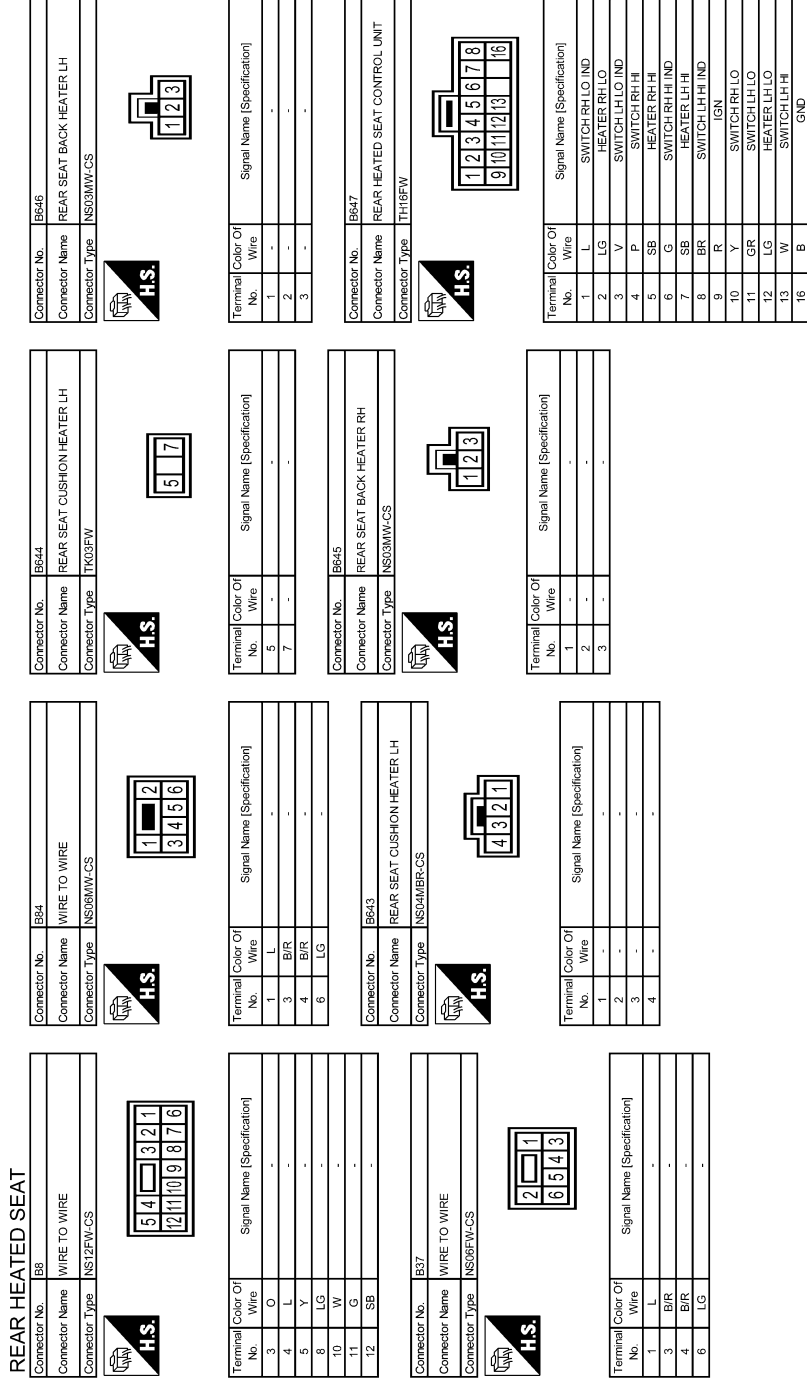 REAR HEATED SEAT
Connector No. B8
Connector Name WIRE TO WIRE
Connector Type NS12FW-CS
H.S.
5 4 3 2 1
12 11 10 9 8 7 6
Terminal No. Color Of Wire Signal Name [Specification]
3 O -
4 L -
5 Y -
8 LG -
10 W -
11 G -
12 SB -
Connector No. B37
Connector Name WIRE TO WIRE
Connector Type NS06FW-CS
H.S.
2 1
6 5 4 3
Terminal No. Color Of Wire Signal Name [Specification]
1 L -
3 B/R -
4 B/R -
6 LG -
Connector No. B84
Connector Name WIRE TO WIRE
Connector Type NS06MW-CS
H.S.
1 2
3 4 5 6
Terminal No. Color Of Wire Signal Name [Specification]
1 L -
3 B/R -
4 B/R -
6 LG -
Connector No. B643
Connector Name REAR SEAT CUSHION HEATER LH
Connector Type NS04MBR-CS
H.S.
4 3 2 1
Terminal No. Color Of Wire Signal Name [Specification]
1 - -
2 - -
3 - -
4 - -
Connector No. B644
Connector Name REAR SEAT CUSHION HEATER LH
Connector Type TK03FW
H.S.
5 7
Terminal No. Color Of Wire Signal Name [Specification]
5 - -
7 - -
Connector No. B645
Connector Name REAR SEAT BACK HEATER RH
Connector Type NS03MW-CS
H.S.
1 2 3
Terminal No. Color Of Wire Signal Name [Specification]
1 - -
2 - -
3 - -
Connector No. B646
Connector Name REAR SEAT BACK HEATER LH
Connector Type NS03MW-CS
H.S.
1 2 3
Terminal No. Color Of Wire Signal Name [Specification]
1 - -
2 - -
3 - -
Connector No. B647
Connector Name REAR HEATED SEAT CONTROL UNIT
Connector Type TH16FW
H.S.
1 2 3 4 5 6 7 8
9 10 11 12 13 16
Terminal No. Color Of Wire Signal Name [Specification]
1 L SWITCH RH LO IND
2 LG HEATER RH LO
3 V SWITCH LH LO IND
4 P SWITCH RH HI
5 SB HEATER RH HI
6 G SWITCH RH HI IND
7 SB HEATER LH HI
8 BR SWITCH LH HI IND
9 R IGN
10 Y SWITCH RH LO
11 GR SWITCH LH LO
12 LG HEATER LH LO
13 W SWITCH LH HI
16 B GND